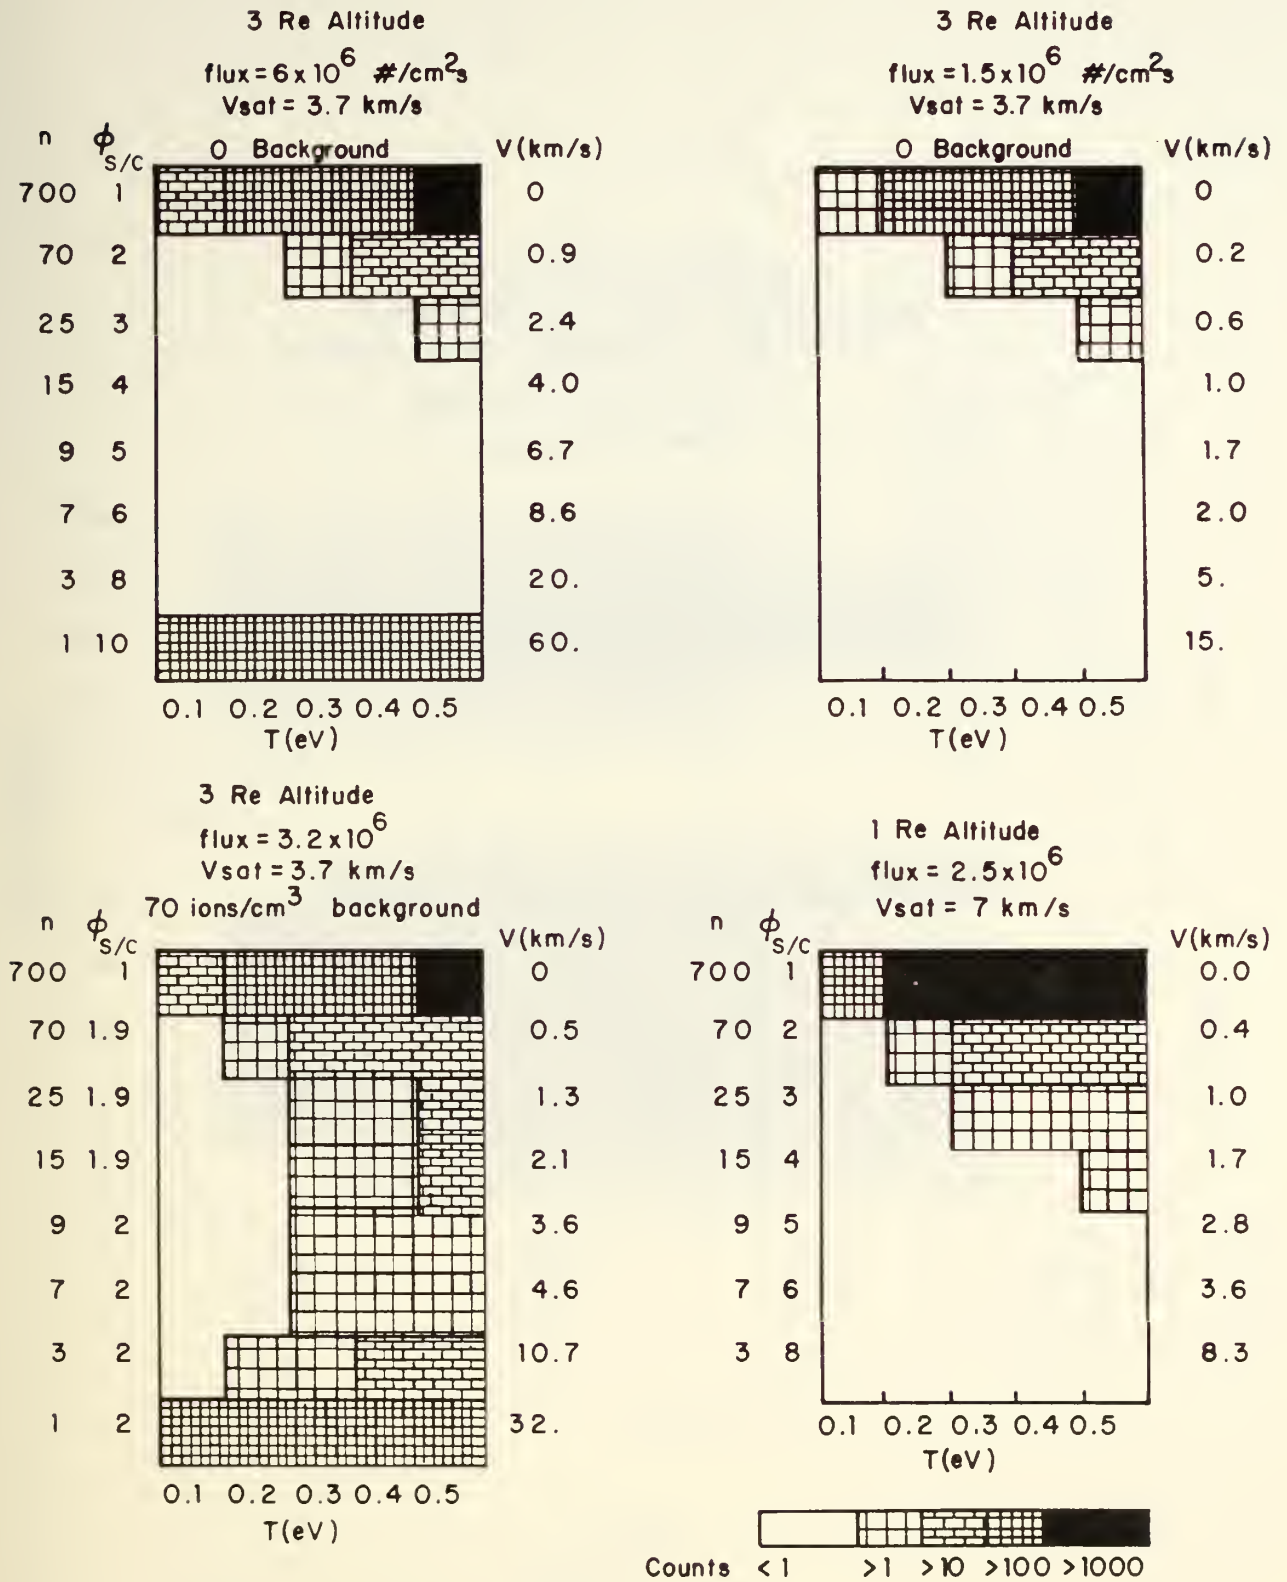 3 Re Altitude
flux = 6 x 10^6 #/cm²s
Vsat = 3.7 km/s
0 Background
n ϕS/C V(km/s)
700 1 0
70 2 0.9
25 3 2.4
15 4 4.0
9 5 6.7
7 6 8.6
3 8 20.
1 10 60.
0.1 0.2 0.3 0.4 0.5
T(eV)
3 Re Altitude
flux = 1.5 x 10^6 #/cm²s
Vsat = 3.7 km/s
0 Background
V(km/s)
0
0.2
0.6
1.0
1.7
2.0
5.
15.
0.1 0.2 0.3 0.4 0.5
T(eV)
3 Re Altitude
flux = 3.2 x 10^6
Vsat = 3.7 km/s
70 ions/cm³ background
n ϕS/C V(km/s)
700 1 0
70 1.9 0.5
25 1.9 1.3
15 1.9 2.1
9 2 3.6
7 2 4.6
3 2 10.7
1 2 32.
0.1 0.2 0.3 0.4 0.5
T(eV)
1 Re Altitude
flux = 2.5 x 10^6
Vsat = 7 km/s
n ϕS/C V(km/s)
700 1 0.0
70 2 0.4
25 3 1.0
15 4 1.7
9 5 2.8
7 6 3.6
3 8 8.3
0.1 0.2 0.3 0.4 0.5
T(eV)
Counts <1 >1 >10 >100 >1000